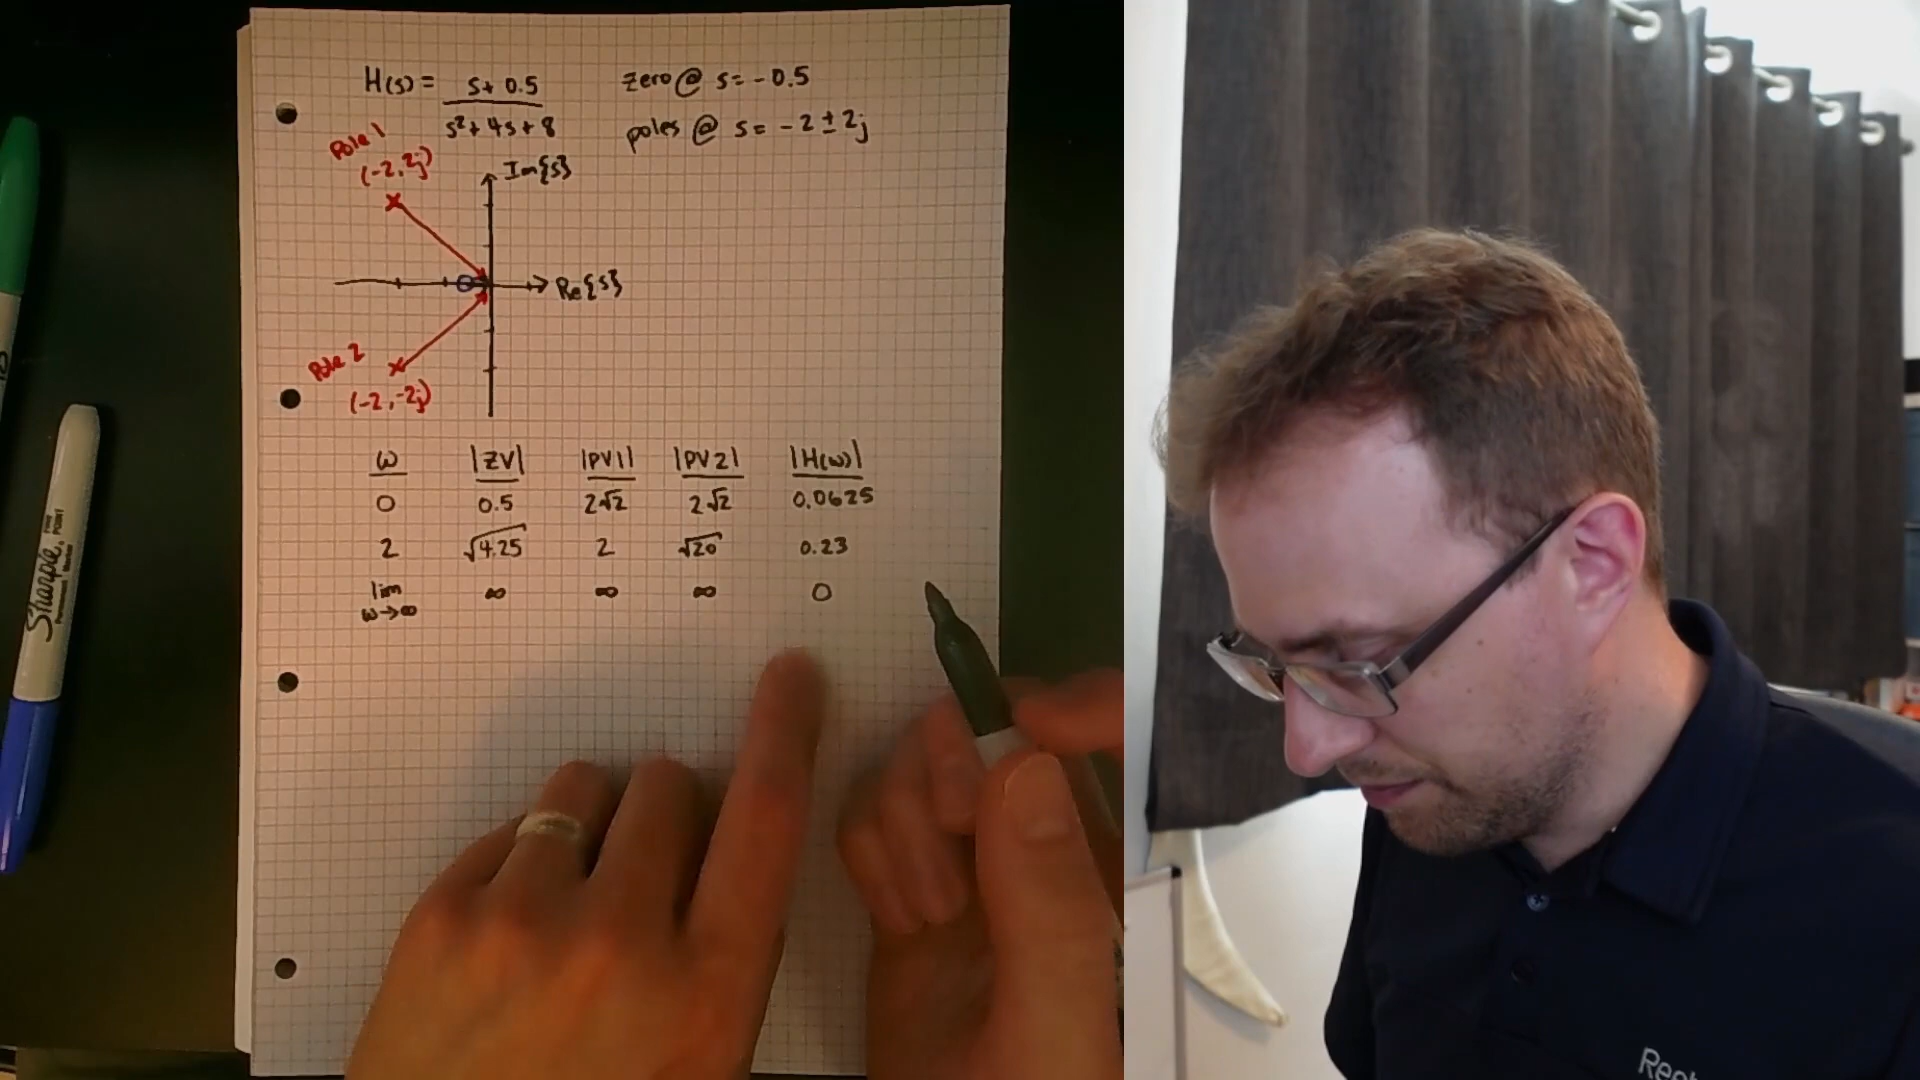 H(s) = s + 0.5 / s² + 4s + 8
zero @ s = -0.5
poles @ s = -2 ± 2j
Pole 1
(-2, 2j)
Im{s}
Re{s}
Pole 2
(-2, -2j)
ω |ZV| |PV1| |PV2| |H(ω)|
0 0.5 2√2 2√2 0.0625
2 √4.25 2 √20 0.23
lim ω→∞ ∞ ∞ ∞ 0
Sharpie